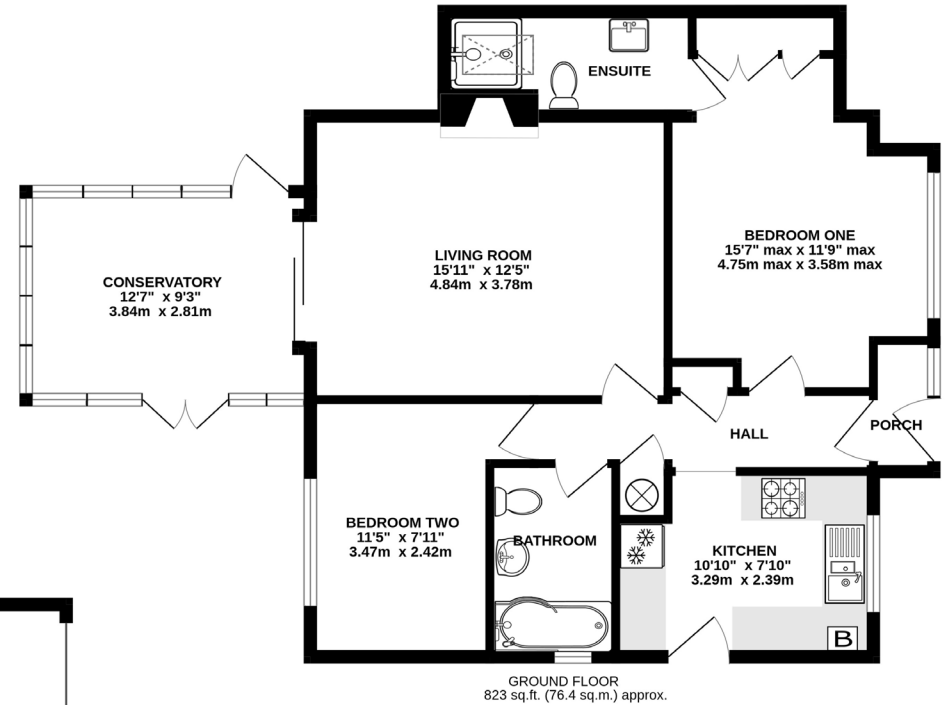 ENSUITE
BEDROOM ONE
15'7" max x 11'9" max
4.75m max x 3.58m max
LIVING ROOM
15'11" x 12'5"
4.84m x 3.78m
CONSERVATORY
12'7" x 9'3"
3.84m x 2.81m
PORCH
HALL
BEDROOM TWO
11'5" x 7'11"
3.47m x 2.42m
BATHROOM
KITCHEN
10'10" x 7'10"
3.29m x 2.39m
B
GROUND FLOOR
823 sq.ft. (76.4 sq.m.) approx.